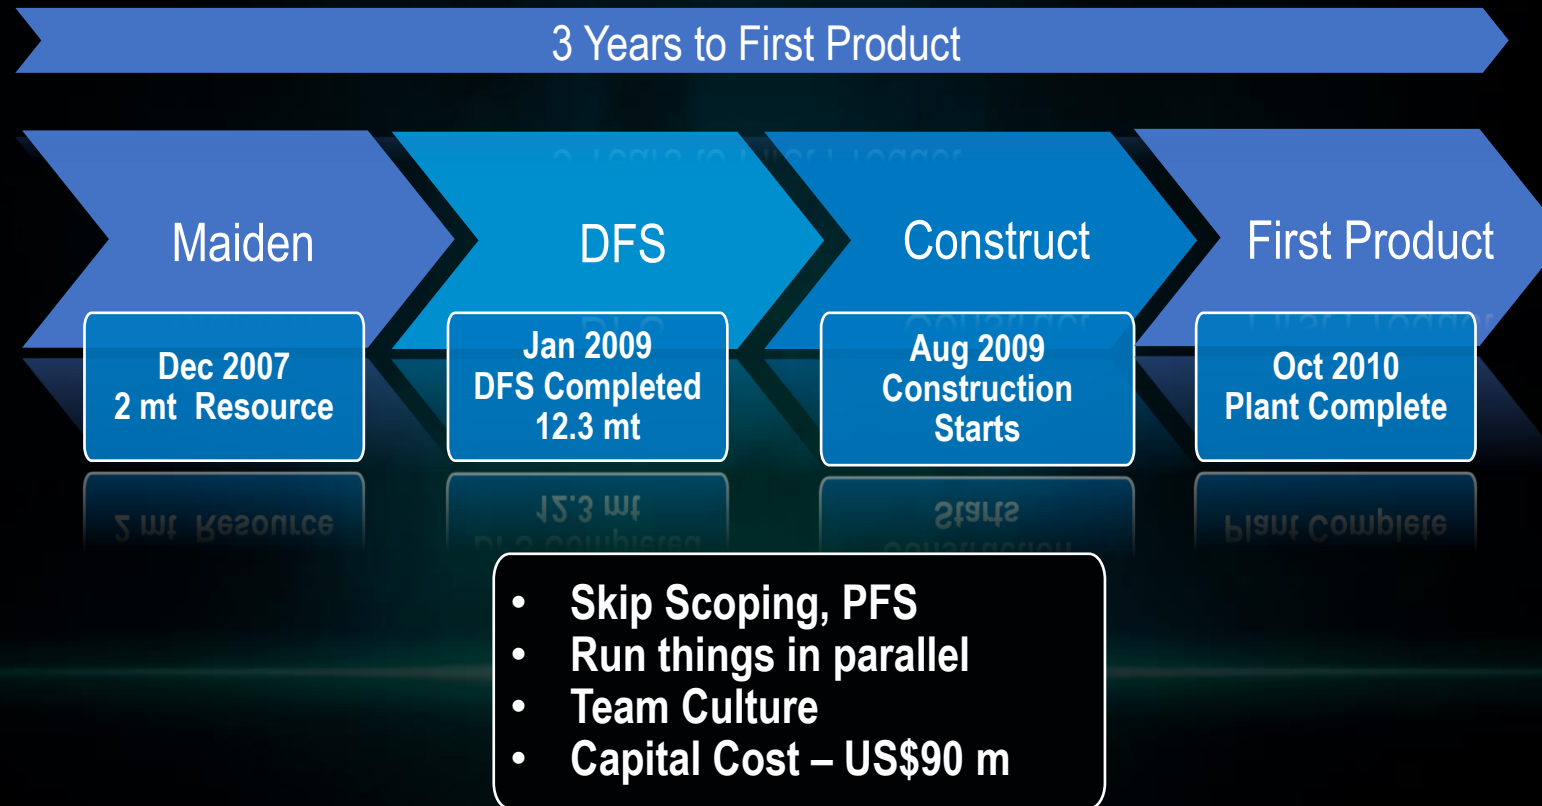 3 Years to First Product
Maiden
DFS
Construct
First Product
Dec 2007
2 mt Resource
Jan 2009
DFS Completed
12.3 mt
Aug 2009
Construction
Starts
Oct 2010
Plant Complete
• Skip Scoping, PFS
• Run things in parallel
• Team Culture
• Capital Cost – US$90 m